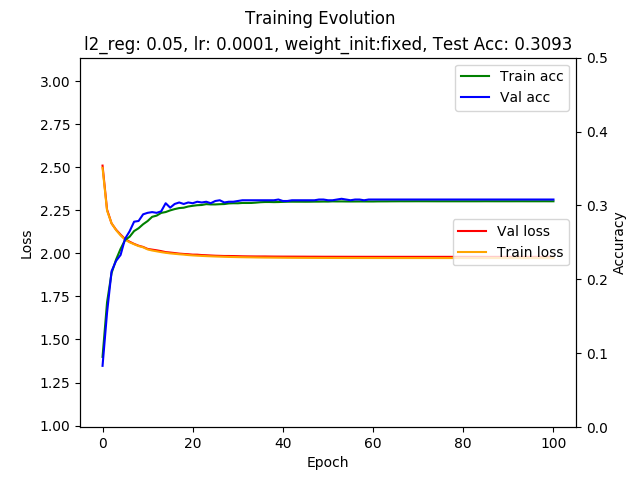 Training Evolution
l2_reg: 0.05, lr: 0.0001, weight_init:fixed, Test Acc: 0.3093
Train acc
Val acc
Val loss
Train loss
Loss
3.00
2.75
2.50
2.25
2.00
1.75
1.50
1.25
1.00
0.5
0.4
0.3
0.2
0.1
0.0
Accuracy
0
20
40
60
80
100
Epoch